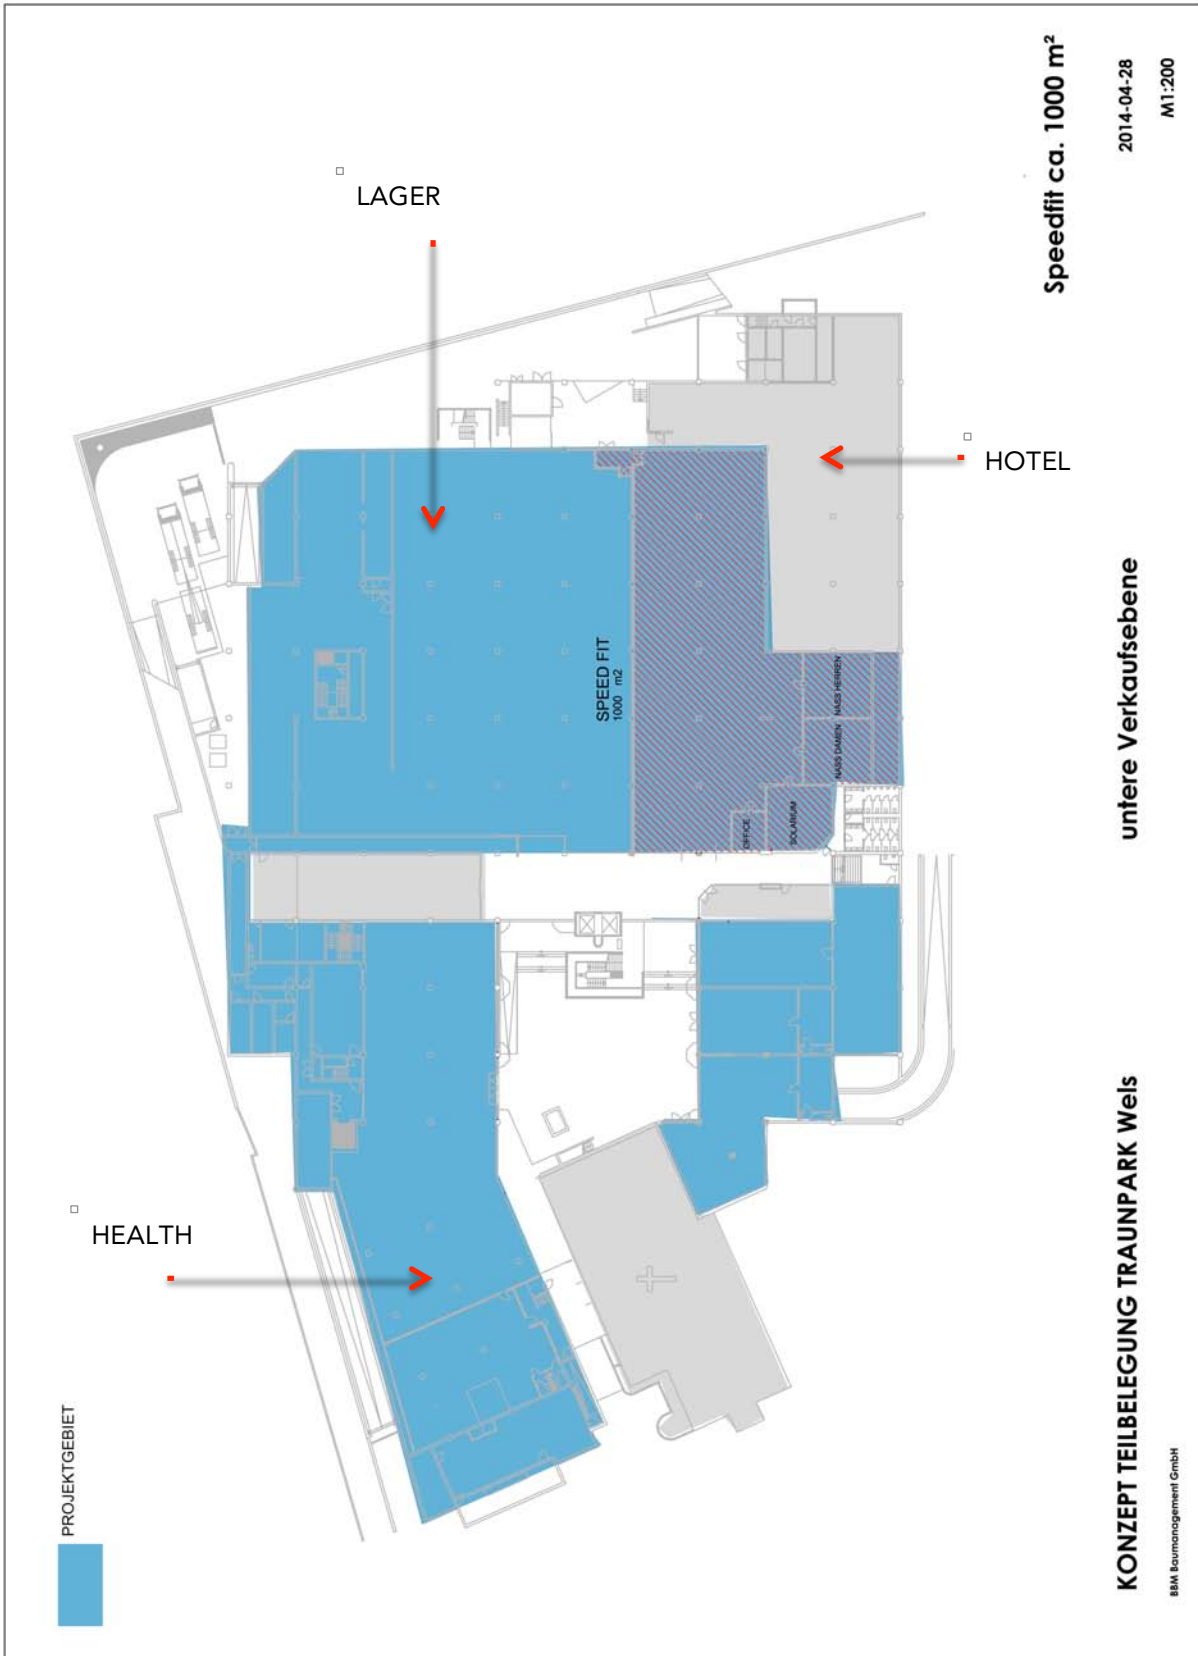 LAGER
HOTEL
HEALTH
PROJEKTGEBIET
SPEED FIT
1000 m2
OFFICE
SOLARIUM
NASS DAMEN
NASS HERREN
Speedfit ca. 1000 m²
2014-04-28
M1:200
untere Verkaufsebene
KONZEPT TEILBELEGUNG TRAUNPARK Wels
BBM Baumanagement GmbH